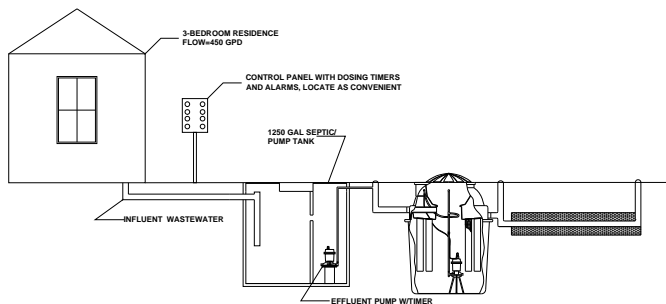 3-BEDROOM RESIDENCE
FLOW=450 GPD
CONTROL PANEL WITH DOSING TIMERS
AND ALARMS, LOCATE AS CONVENIENT
1250 GAL SEPTIC/
PUMP TANK
INFLUENT WASTEWATER
EFFLUENT PUMP W/TIMER